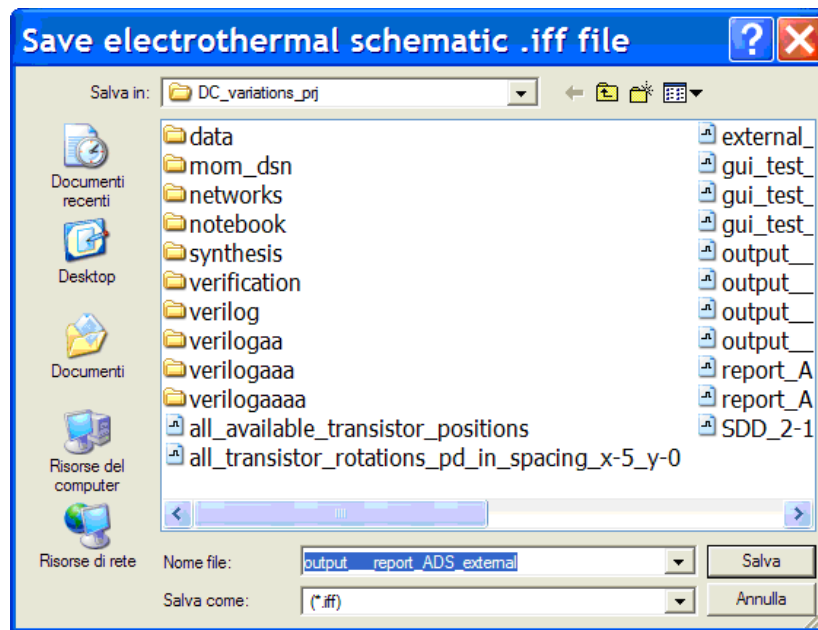 Save electrothermal schematic .iff file
Salva in: DC_variations_prj
Documenti recenti
Desktop
Documenti
Risorse del computer
Risorse di rete
data
mom_dsn
networks
notebook
synthesis
verification
verilog
verilogaa
verilogaaa
verilogaaaa
all_available_transistor_positions
all_transistor_rotations_pd_in_spacing_x-5_y-0
external_
gui_test_
gui_test_
gui_test_
output__
output__
output__
output__
report_A
report_A
SDD_2-1
Nome file: output___report_ADS_external Salva
Salva come: (*.iff) Annulla